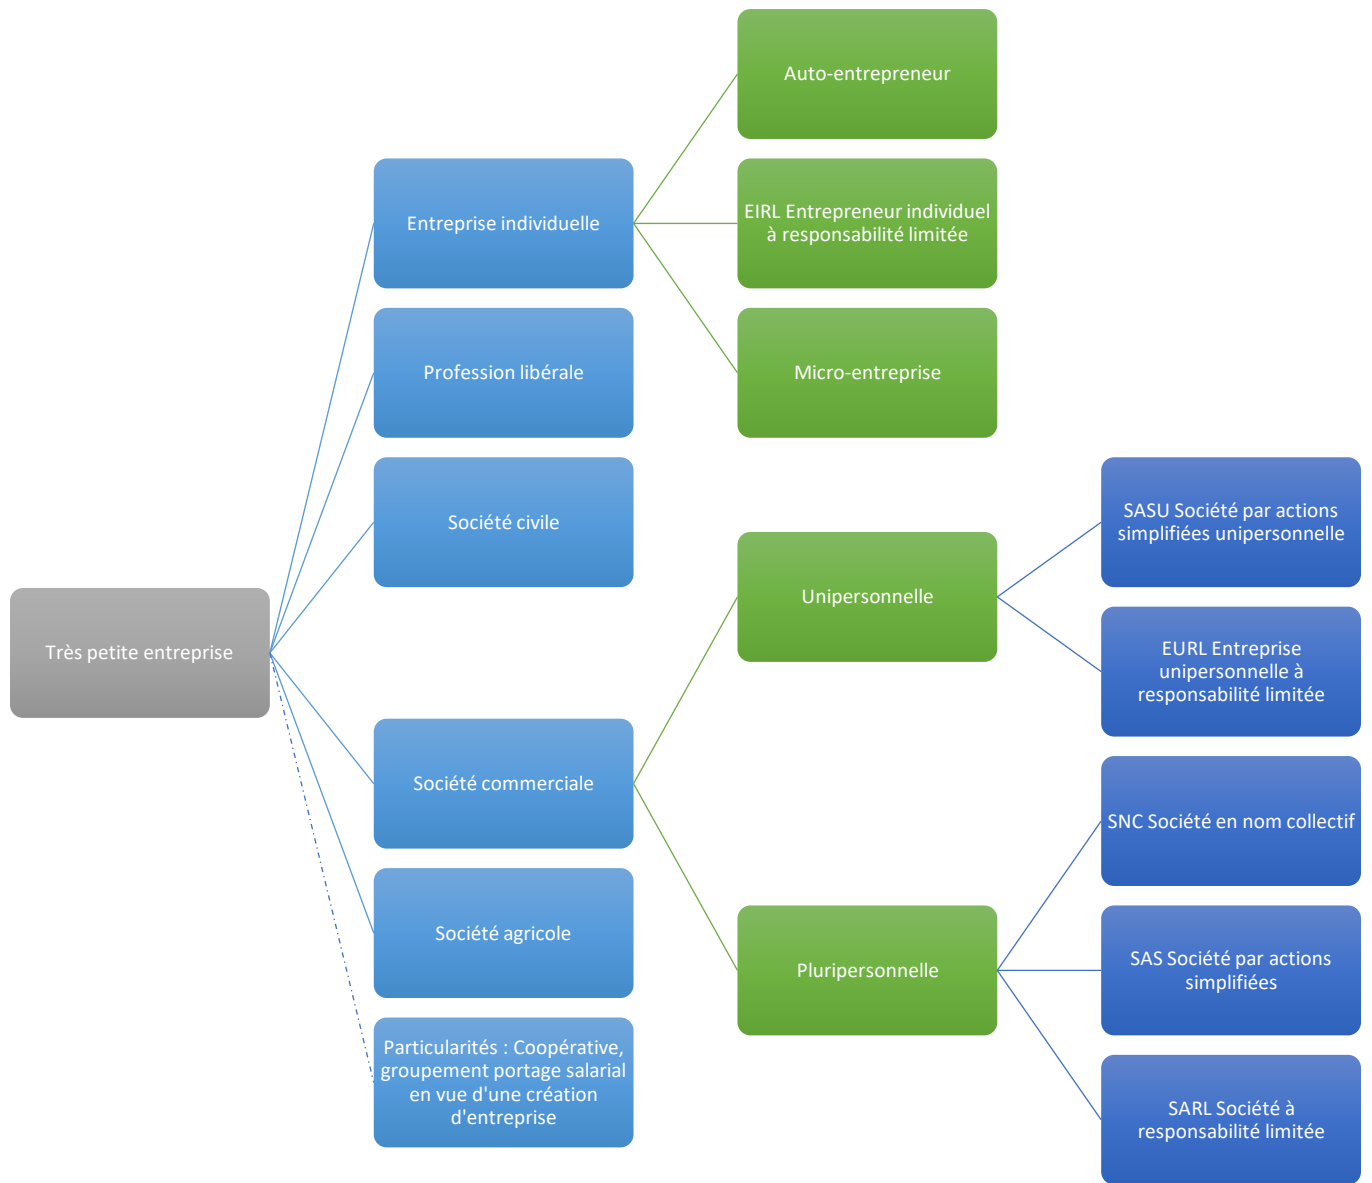 Auto-entrepreneur
Entreprise individuelle
EIRL Entrepreneur individuel
à responsabilité limitée
Profession libérale
Micro-entreprise
Société civile
SASU Société par actions
simplifiées unipersonnelle
Unipersonnelle
Très petite entreprise
EURL Entreprise
unipersonnelle à
responsabilité limitée
Société commerciale
SNC Société en nom collectif
Société agricole
Pluripersonnelle
SAS Société par actions
simplifiées
Particularités : Coopérative,
groupement portage salarial
en vue d'une création
d'entreprise
SARL Société à
responsabilité limitée